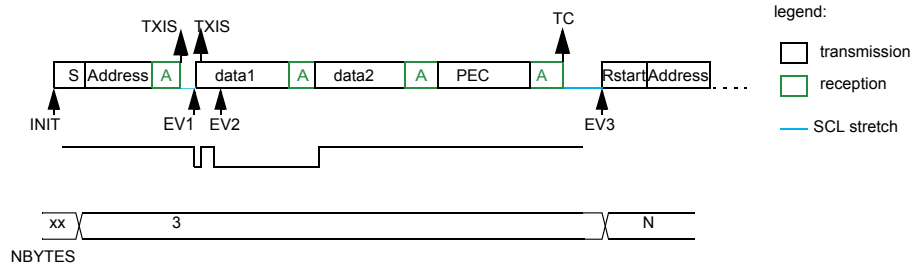 TXIS TXIS TC legend:
S Address A data1 A data2 A PEC A Rstart Address transmission
reception
INIT EV1 EV2 EV3 SCL stretch
xx 3 N
NBYTES